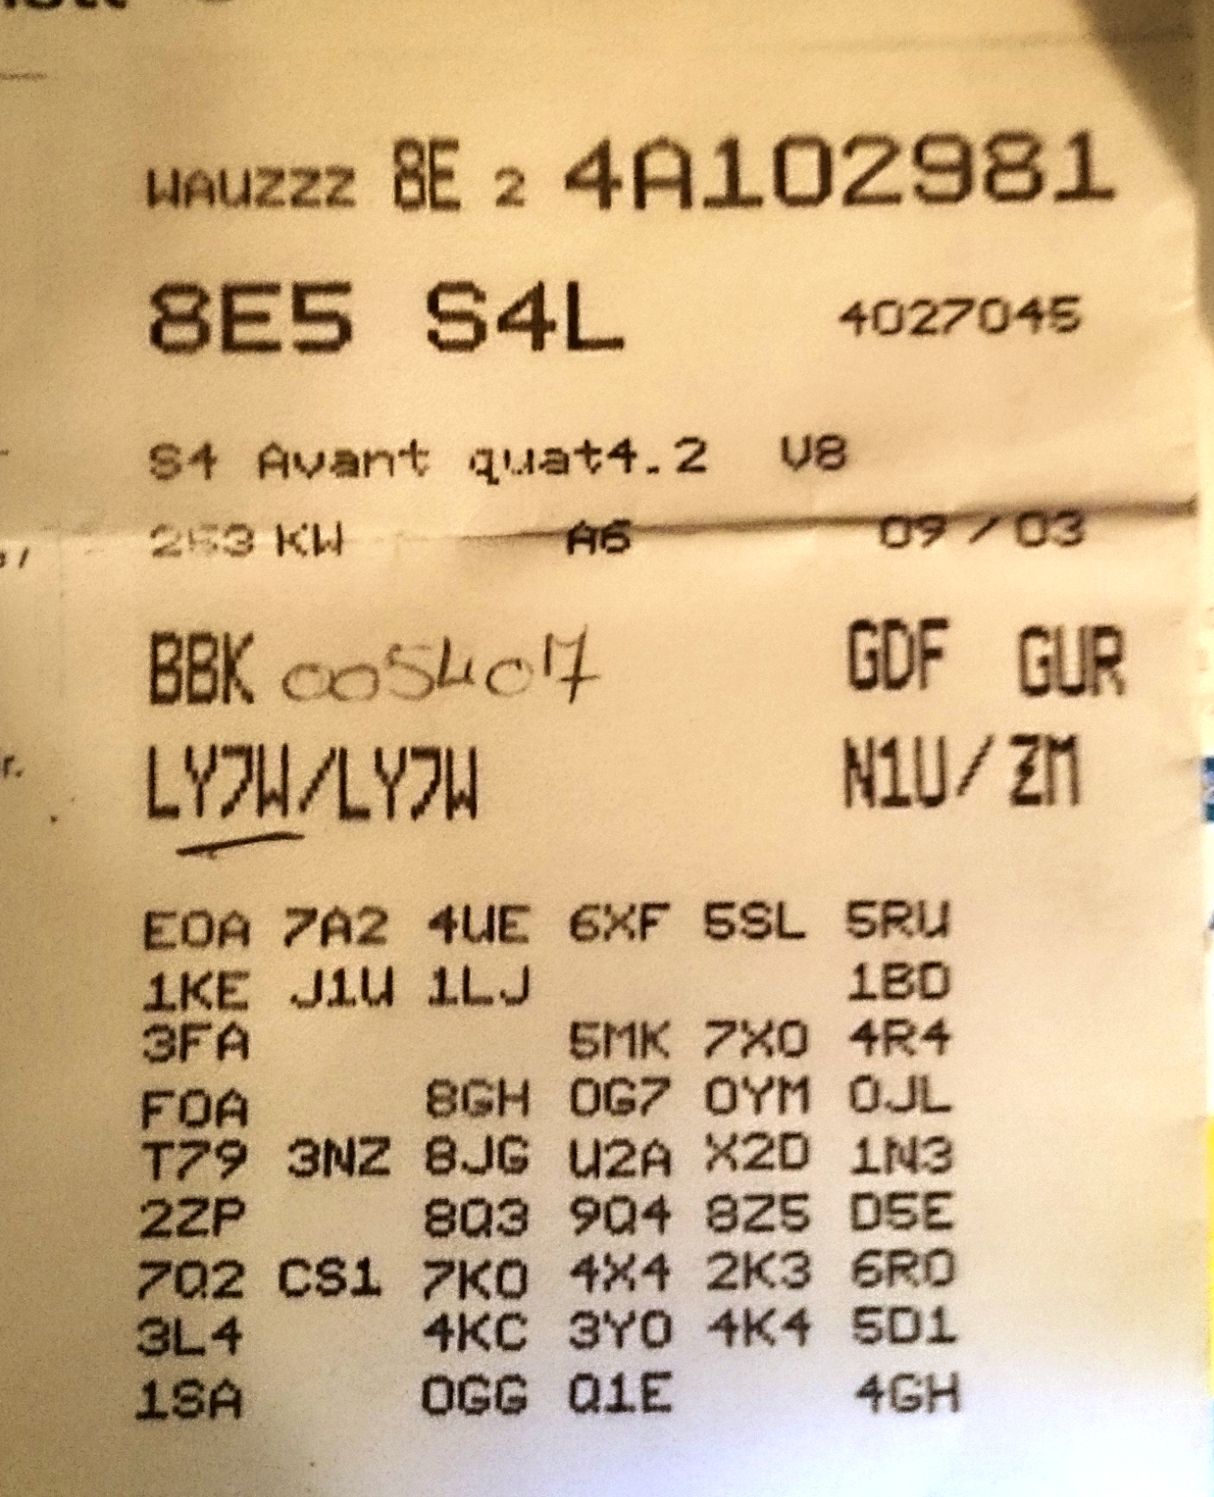 WAUZZZ 8E 2 4A102981
8E5 S4L 4027045
S4 Avant quat4.2 V8
253 KW A6 09 / 03
BBK 005407 GDF GUR
LY7W/LY7W N1U/ZM
E0A 7A2 4UE 6XF 5SL 5RU
1KE J1U 1LJ 1BD
3FA 5MK 7X0 4R4
F0A 8GH 0G7 0YM 0JL
T79 3NZ 8JG U2A X2D 1N3
2ZP 8Q3 9Q4 8Z5 D5E
7Q2 CS1 7K0 4X4 2K3 6R0
3L4 4KC 3Y0 4K4 5D1
1SA 0GG Q1E 4GH